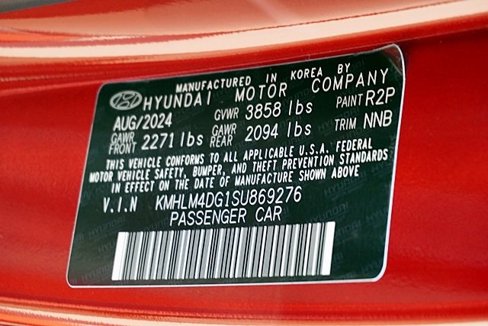 MANUFACTURED IN KOREA BY
HYUNDAI MOTOR COMPANY
AUG/2024 GVWR 3858 lbs PAINT R2P
GAWR FRONT 2271 lbs GAWR REAR 2094 lbs TRIM NNB
THIS VEHICLE CONFORMS TO ALL APPLICABLE U.S.A. FEDERAL
MOTOR VEHICLE SAFETY, BUMPER, AND THEFT PREVENTION STANDARDS
IN EFFECT ON THE DATE OF MANUFACTURE SHOWN ABOVE
V.I.N KMHLM4DG1SU869276
PASSENGER CAR